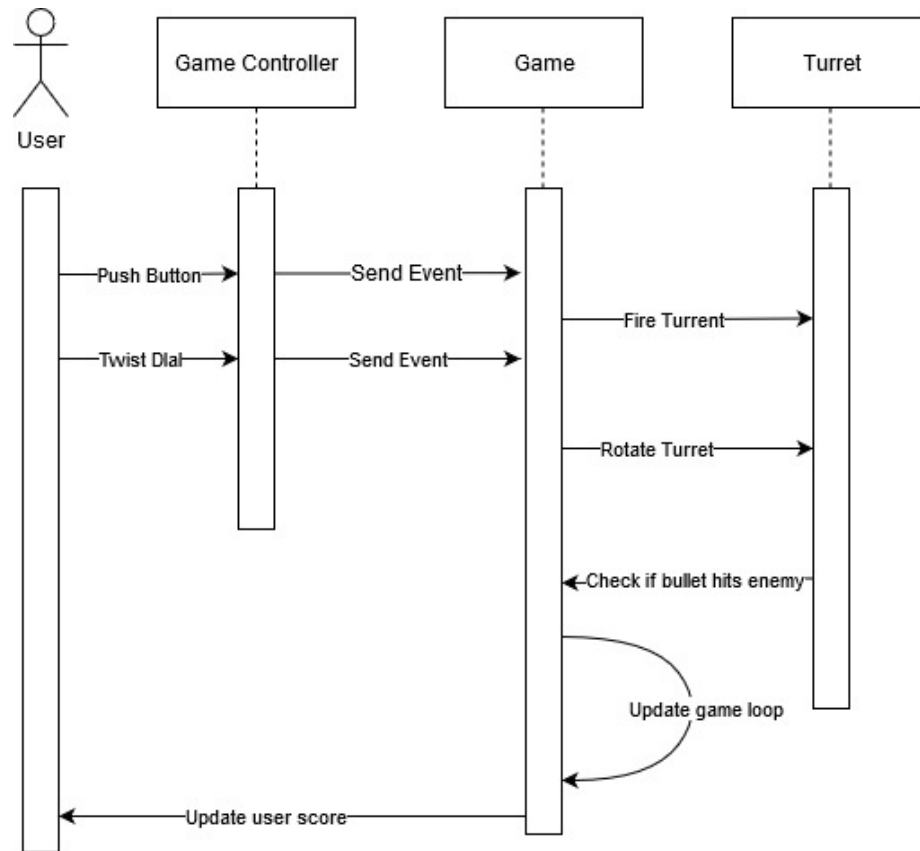 Game Controller
Game
Turret
User
Push Button
Send Event
Fire Turrent
Twist DIal
Send Event
Rotate Turret
Check if bullet hits enemy
Update game loop
Update user score